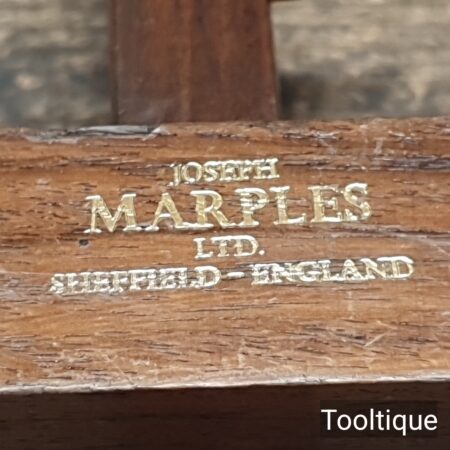 JOSEPH
MARPLES
LTD.
SHEFFIELD - ENGLAND
Tooltique